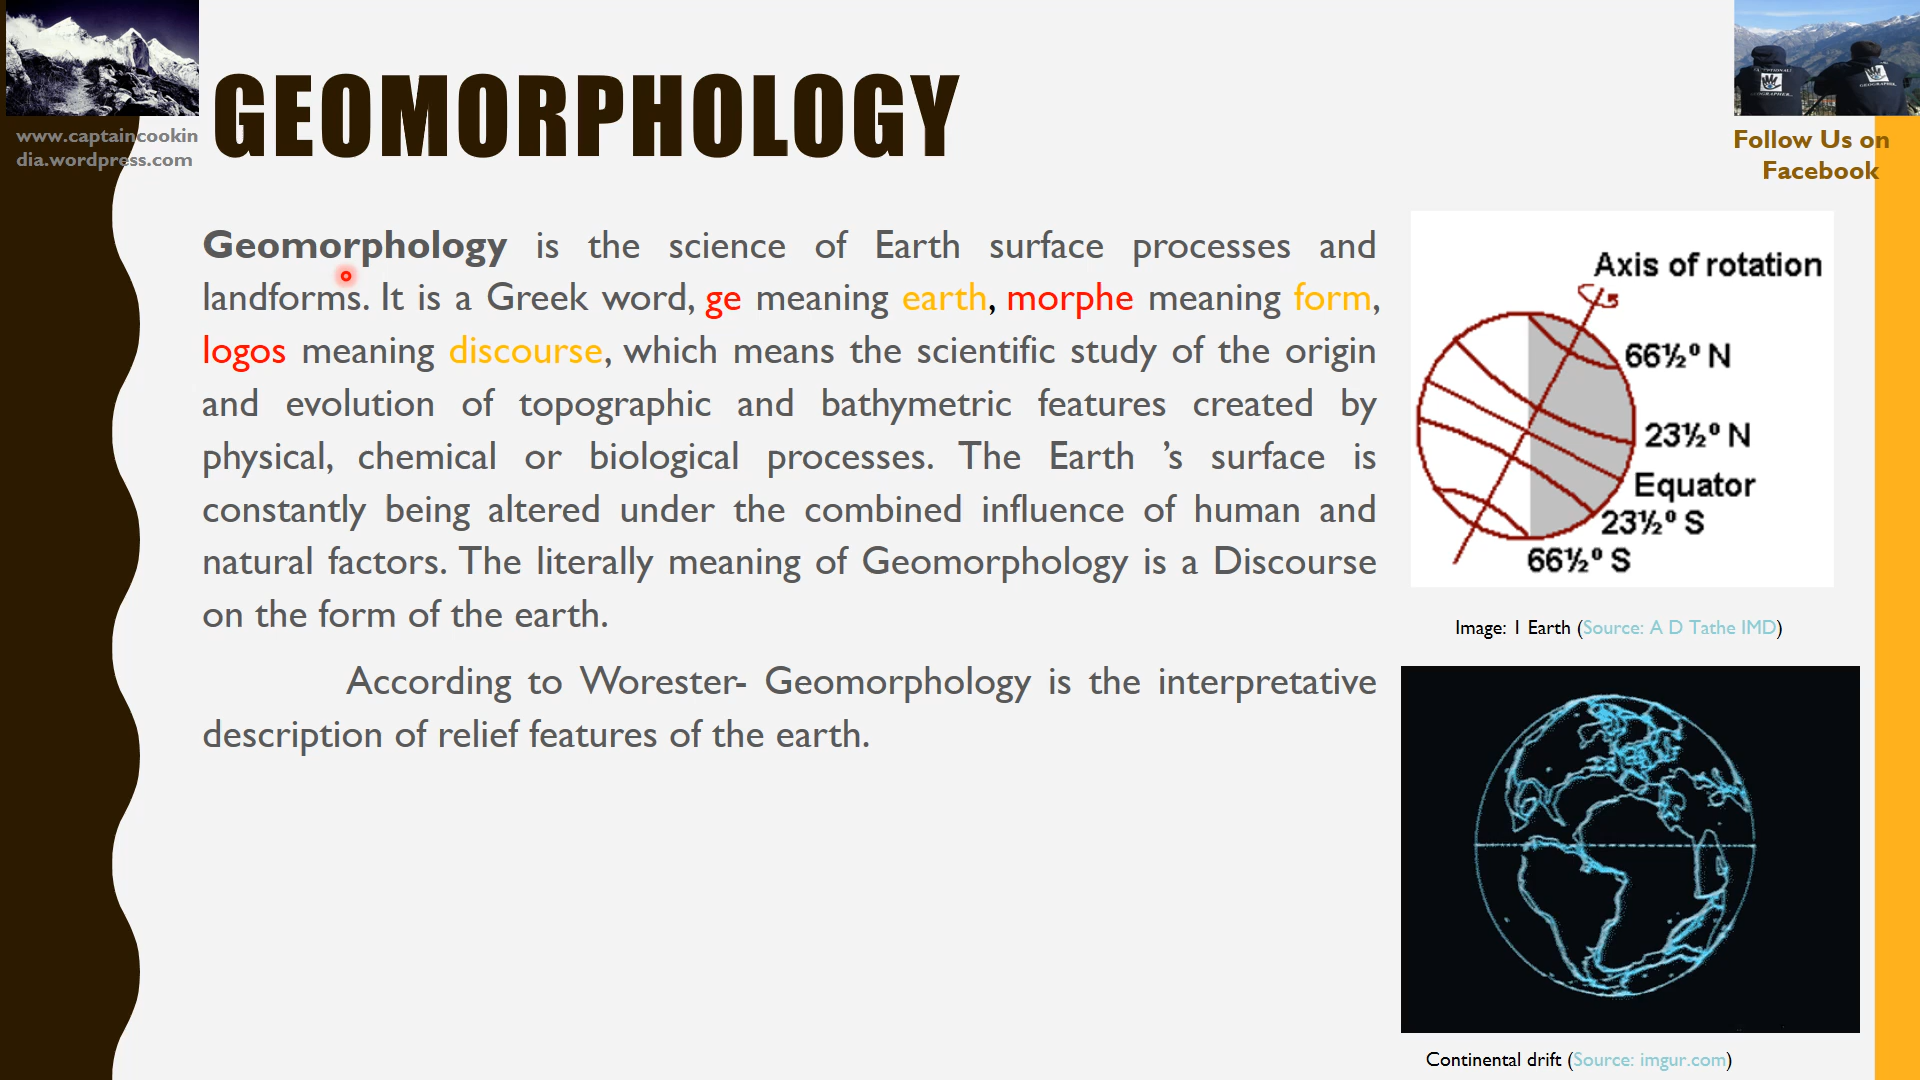 GEOMORPHOLOGY
www.captaincookin
dia.wordpress.com
Follow Us on
Facebook
Geomorphology is the science of Earth surface processes and
landforms. It is a Greek word, ge meaning earth, morphe meaning form,
logos meaning discourse, which means the scientific study of the origin
and evolution of topographic and bathymetric features created by
physical, chemical or biological processes. The Earth ’s surface is
constantly being altered under the combined influence of human and
natural factors. The literally meaning of Geomorphology is a Discourse
on the form of the earth.
According to Worester- Geomorphology is the interpretative
description of relief features of the earth.
Axis of rotation
66½º N
23½º N
Equator
23½º S
66½º S
Image: 1 Earth (Source: A D Tathe IMD)
Continental drift (Source: imgur.com)